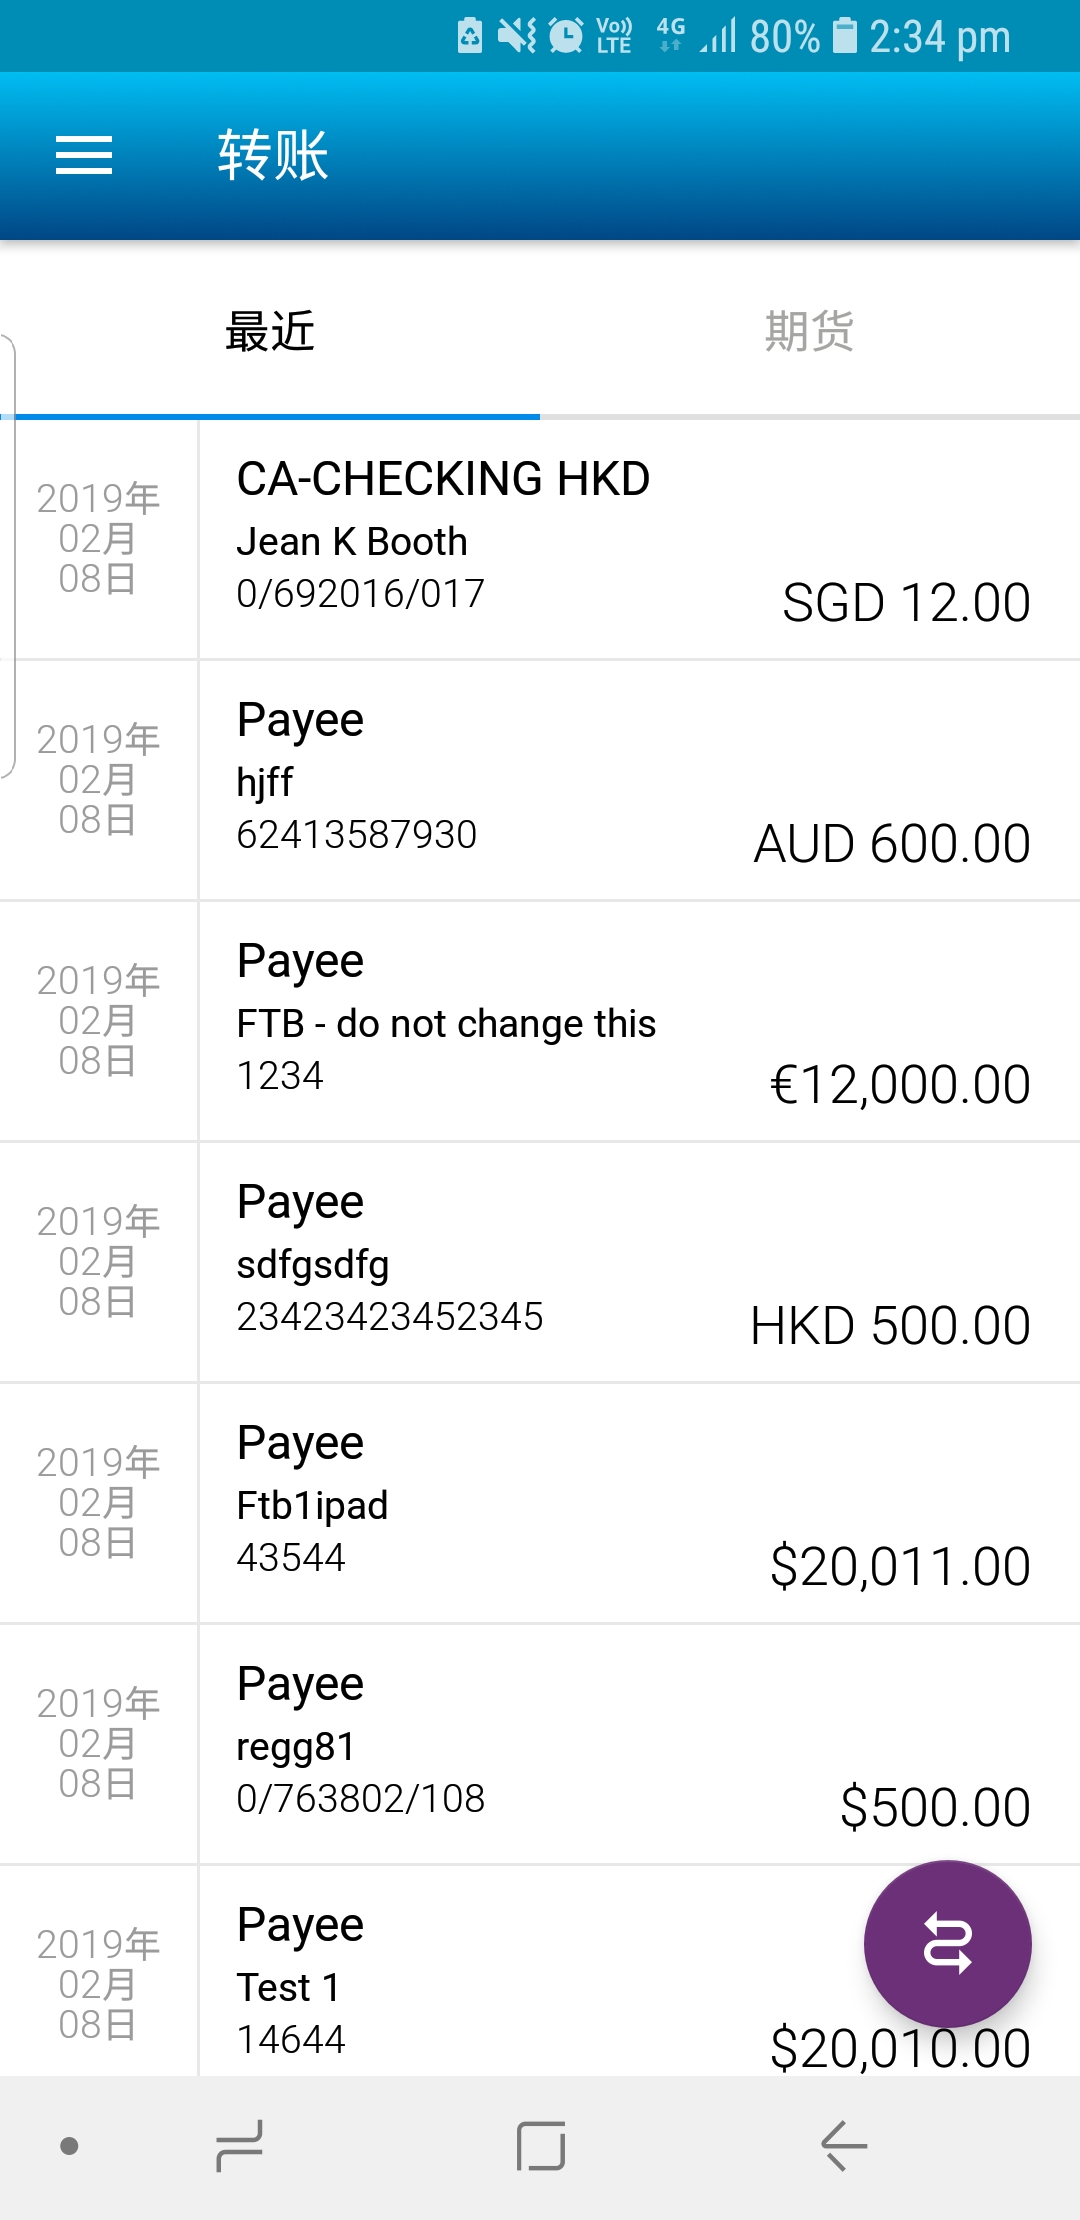 Vo)) LTE 4G 80% 2:34 pm
转账
最近
期货
2019年
02月
08日
CA-CHECKING HKD
Jean K Booth
0/692016/017
SGD 12.00
2019年
02月
08日
Payee
hjff
62413587930
AUD 600.00
2019年
02月
08日
Payee
FTB - do not change this
1234
€12,000.00
2019年
02月
08日
Payee
sdfgsdfg
23423423452345
HKD 500.00
2019年
02月
08日
Payee
Ftb1ipad
43544
$20,011.00
2019年
02月
08日
Payee
regg81
0/763802/108
$500.00
2019年
02月
08日
Payee
Test 1
14644
$20,010.00